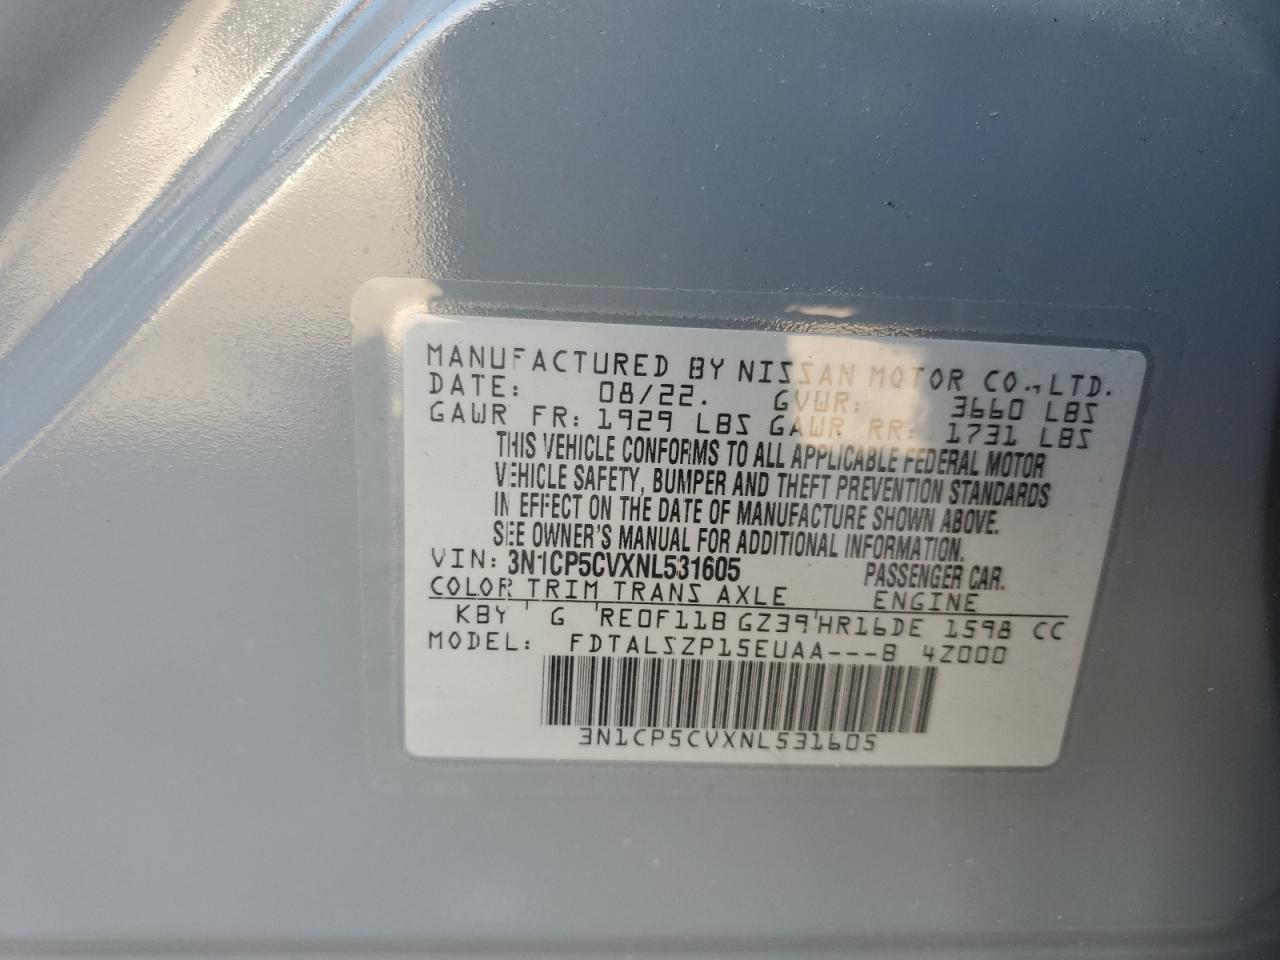 MANUFACTURED BY NISSAN MOTOR CO., LTD.
DATE: 08/22. GVWR: 3660 LBS
GAWR FR: 1929 LBS GAWR RR: 1731 LBS
THIS VEHICLE CONFORMS TO ALL APPLICABLE FEDERAL MOTOR
VEHICLE SAFETY, BUMPER AND THEFT PREVENTION STANDARDS
IN EFFECT ON THE DATE OF MANUFACTURE SHOWN ABOVE.
SEE OWNER'S MANUAL FOR ADDITIONAL INFORMATION.
VIN: 3N1CP5CVXNL531605 PASSENGER CAR.
COLOR TRIM TRANS AXLE ENGINE
KBY G RE0F11B GZ39 HR16DE 1598 CC
MODEL: FDTALSZP15EUAA---B 4Z000
3N1CP5CVXNL531605